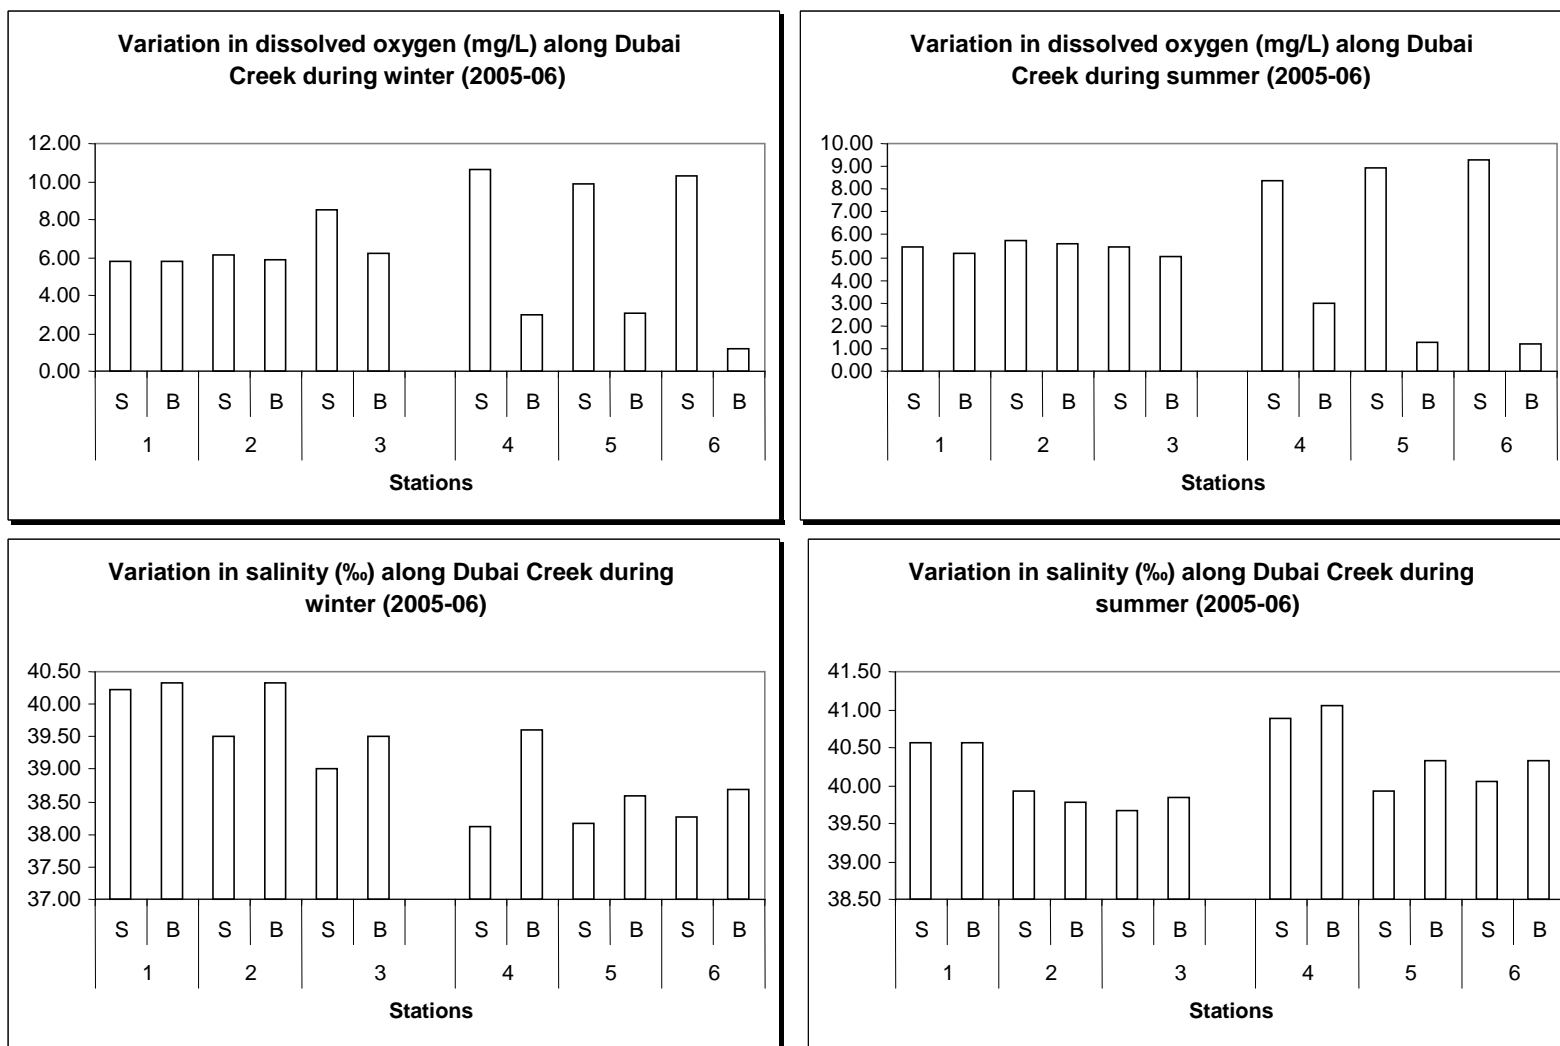 Variation in dissolved oxygen (mg/L) along Dubai
Creek during winter (2005-06)
12.00
10.00
8.00
6.00
4.00
2.00
0.00
S B S B S B S B S B S B
1 2 3 4 5 6
Stations
Variation in dissolved oxygen (mg/L) along Dubai
Creek during summer (2005-06)
10.00
9.00
8.00
7.00
6.00
5.00
4.00
3.00
2.00
1.00
0.00
S B S B S B S B S B S B
1 2 3 4 5 6
Stations
Variation in salinity (‰) along Dubai Creek during
winter (2005-06)
40.50
40.00
39.50
39.00
38.50
38.00
37.50
37.00
S B S B S B S B S B S B
1 2 3 4 5 6
Stations
Variation in salinity (‰) along Dubai Creek during
summer (2005-06)
41.50
41.00
40.50
40.00
39.50
39.00
38.50
S B S B S B S B S B S B
1 2 3 4 5 6
Stations